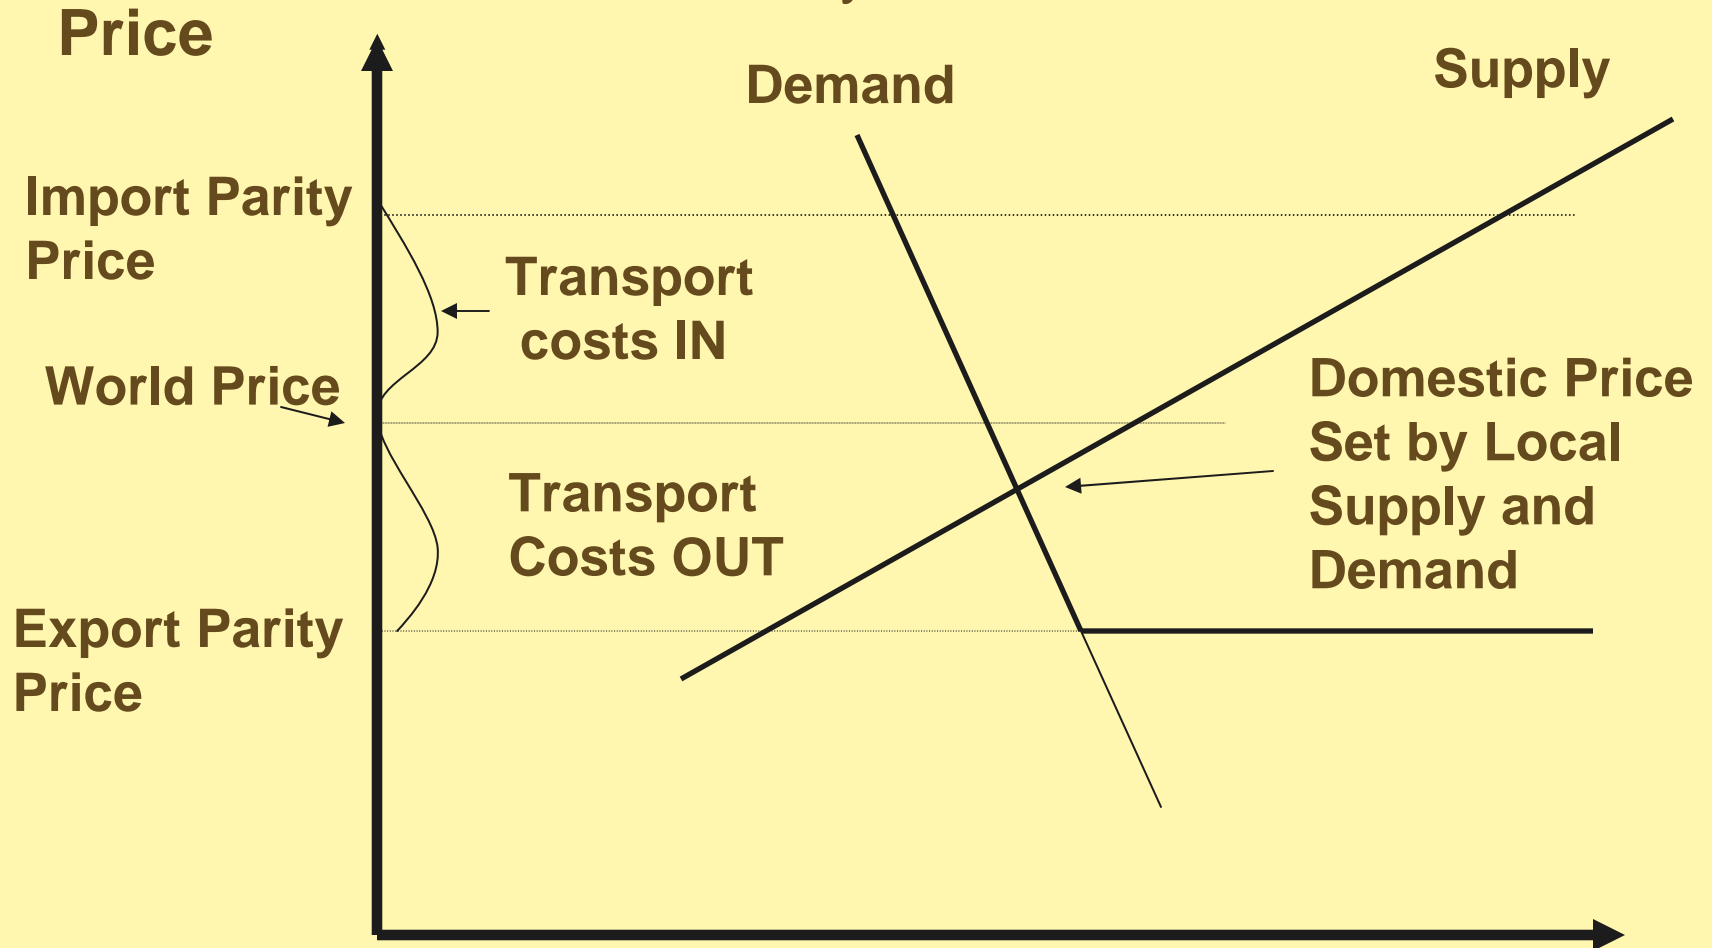 Price
Demand
Supply
Import Parity
Price
Transport
costs IN
World Price
Domestic Price
Set by Local
Supply and
Demand
Transport
Costs OUT
Export Parity
Price